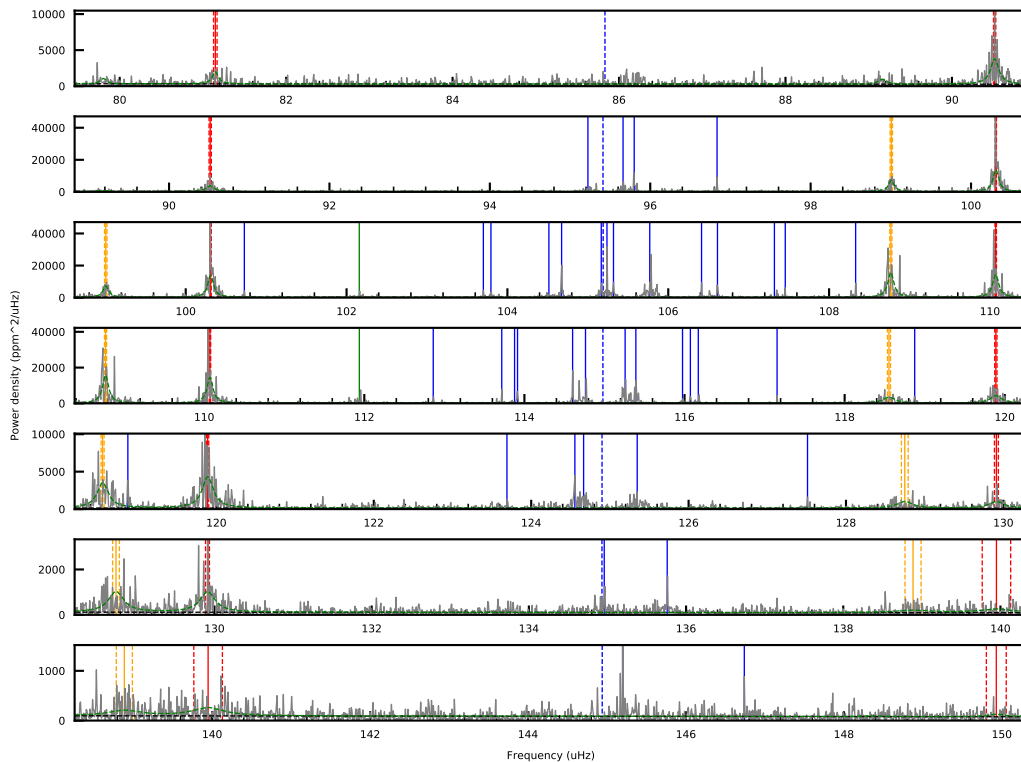 10000
5000
0
80 82 84 86 88 90
40000
20000
0
90 92 94 96 98 100
40000
20000
0
100 102 104 106 108 110
Power density (ppm^2/uHz)
40000
20000
0
110 112 114 116 118 120
10000
5000
0
120 122 124 126 128 130
2000
0
130 132 134 136 138 140
1000
0
140 142 144 146 148 150
Frequency (uHz)